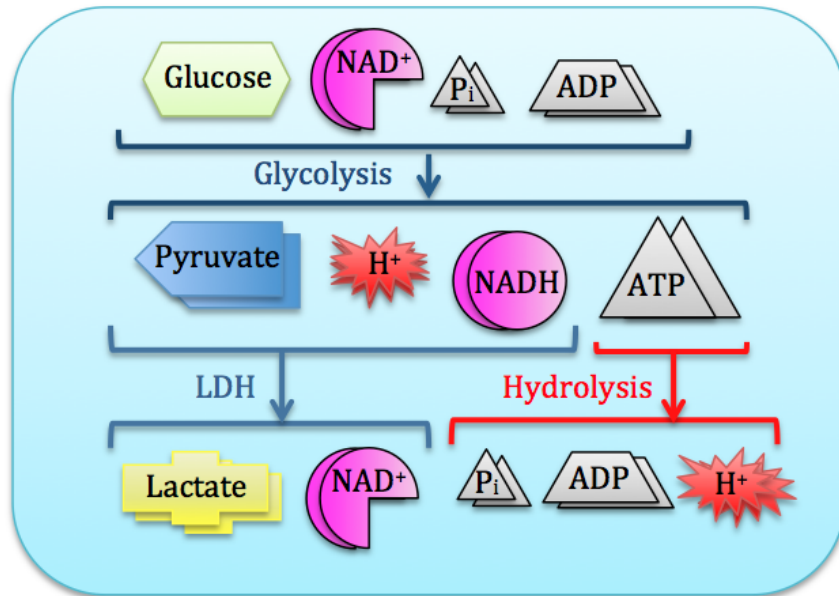 Glucose NAD⁺ Pᵢ ADP
Glycolysis
Pyruvate H⁺ NADH ATP
LDH Hydrolysis
Lactate NAD⁺ Pᵢ ADP H⁺